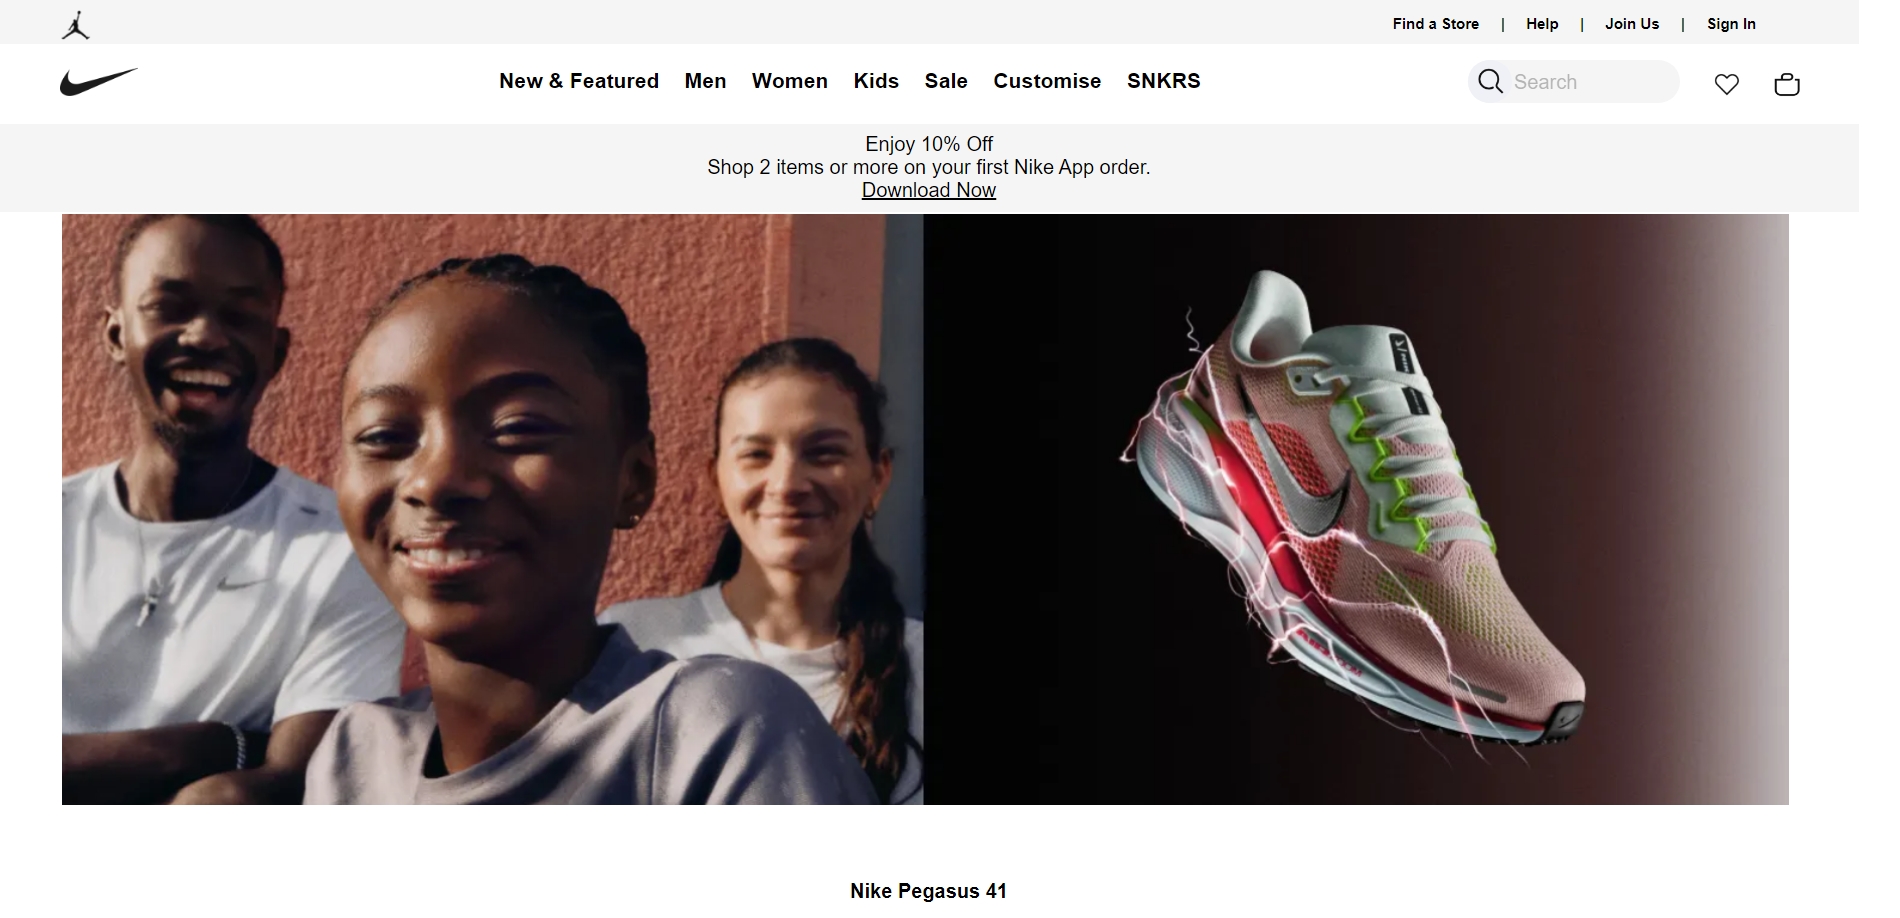 Find a Store | Help | Join Us | Sign In
New & Featured Men Women Kids Sale Customise SNKRS
Search
Enjoy 10% Off
Shop 2 items or more on your first Nike App order.
Download Now
Nike Pegasus 41